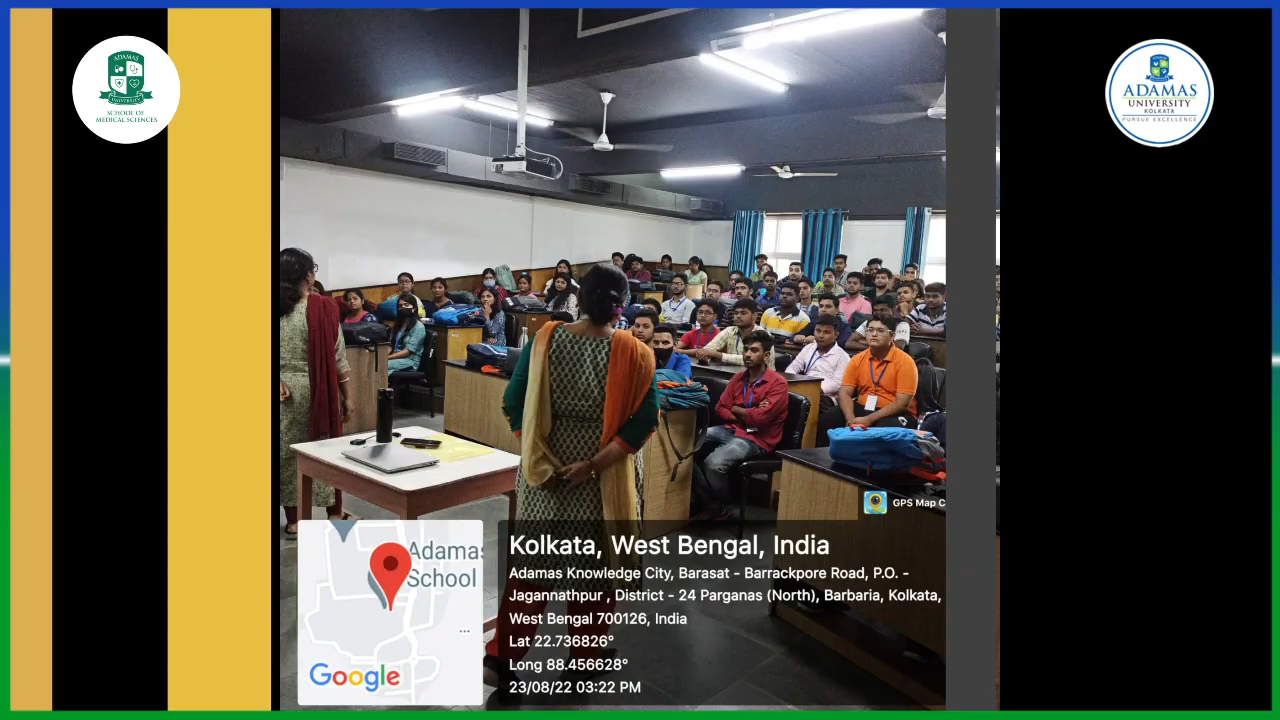 ADAMAS
UNIVERSITY
SCHOOL OF
MEDICAL SCIENCES
ADAMAS
UNIVERSITY
KOLKATA
PURSUE EXCELLENCE
GPS Map C
Adamas
School
Google
Kolkata, West Bengal, India
Adamas Knowledge City, Barasat - Barrackpore Road, P.O. -
Jagannathpur , District - 24 Parganas (North), Barbaria, Kolkata,
West Bengal 700126, India
Lat 22.736826°
Long 88.456628°
23/08/22 03:22 PM